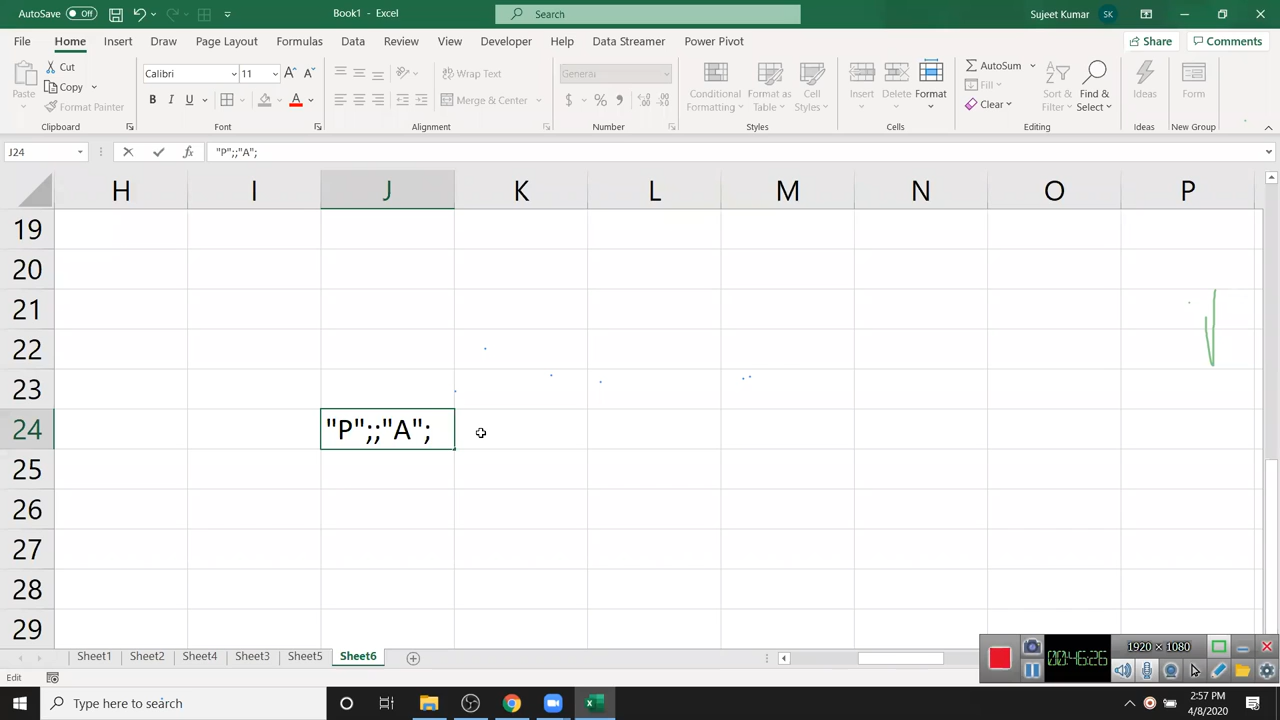 AutoSave Off Book1 - Excel Search Sujeet Kumar SK
File Home Insert Draw Page Layout Formulas Data Review View Developer Help Data Streamer Power Pivot Share Comments
Paste Cut Copy Format Painter Clipboard
Calibri 11 B I U A Font
Wrap Text Merge & Center Alignment
General $ % Number
Conditional Formatting Format as Table Cell Styles Styles
Insert Delete Format Cells
AutoSum Fill Clear Sort & Filter Find & Select Editing
Ideas Ideas
Form New Group
J24 fx "P";;"A";
H I J K L M N O P
19
20
21
22
23
24 "P";;"A";
25
26
27
28
29
Sheet1 Sheet2 Sheet4 Sheet3 Sheet5 Sheet6
00:46:26 1920 × 1080
Edit
Type here to search
2:57 PM
4/8/2020